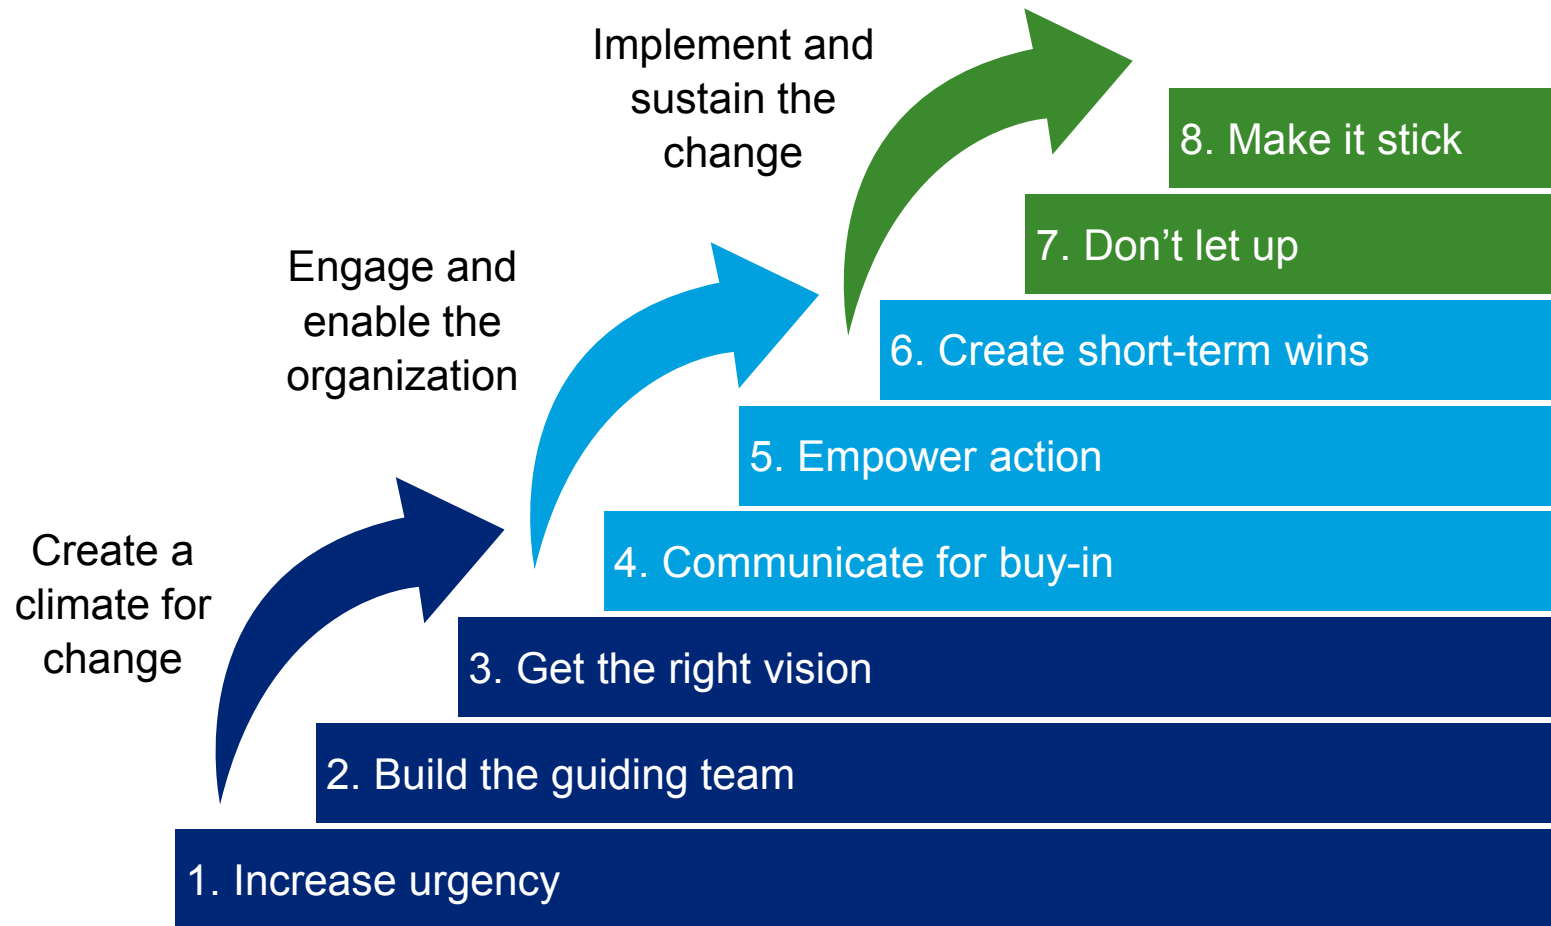 Implement and
sustain the
change
8. Make it stick
7. Don’t let up
Engage and
enable the
organization
6. Create short-term wins
5. Empower action
4. Communicate for buy-in
Create a
climate for
change
3. Get the right vision
2. Build the guiding team
1. Increase urgency